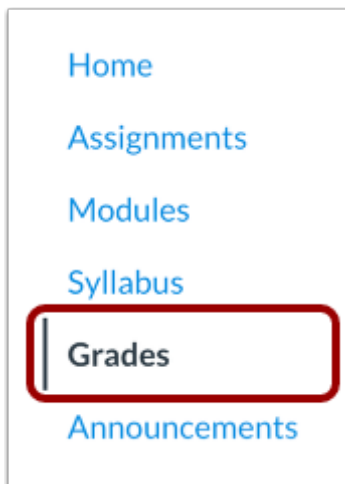 Home
Assignments
Modules
Syllabus
Grades
Announcements